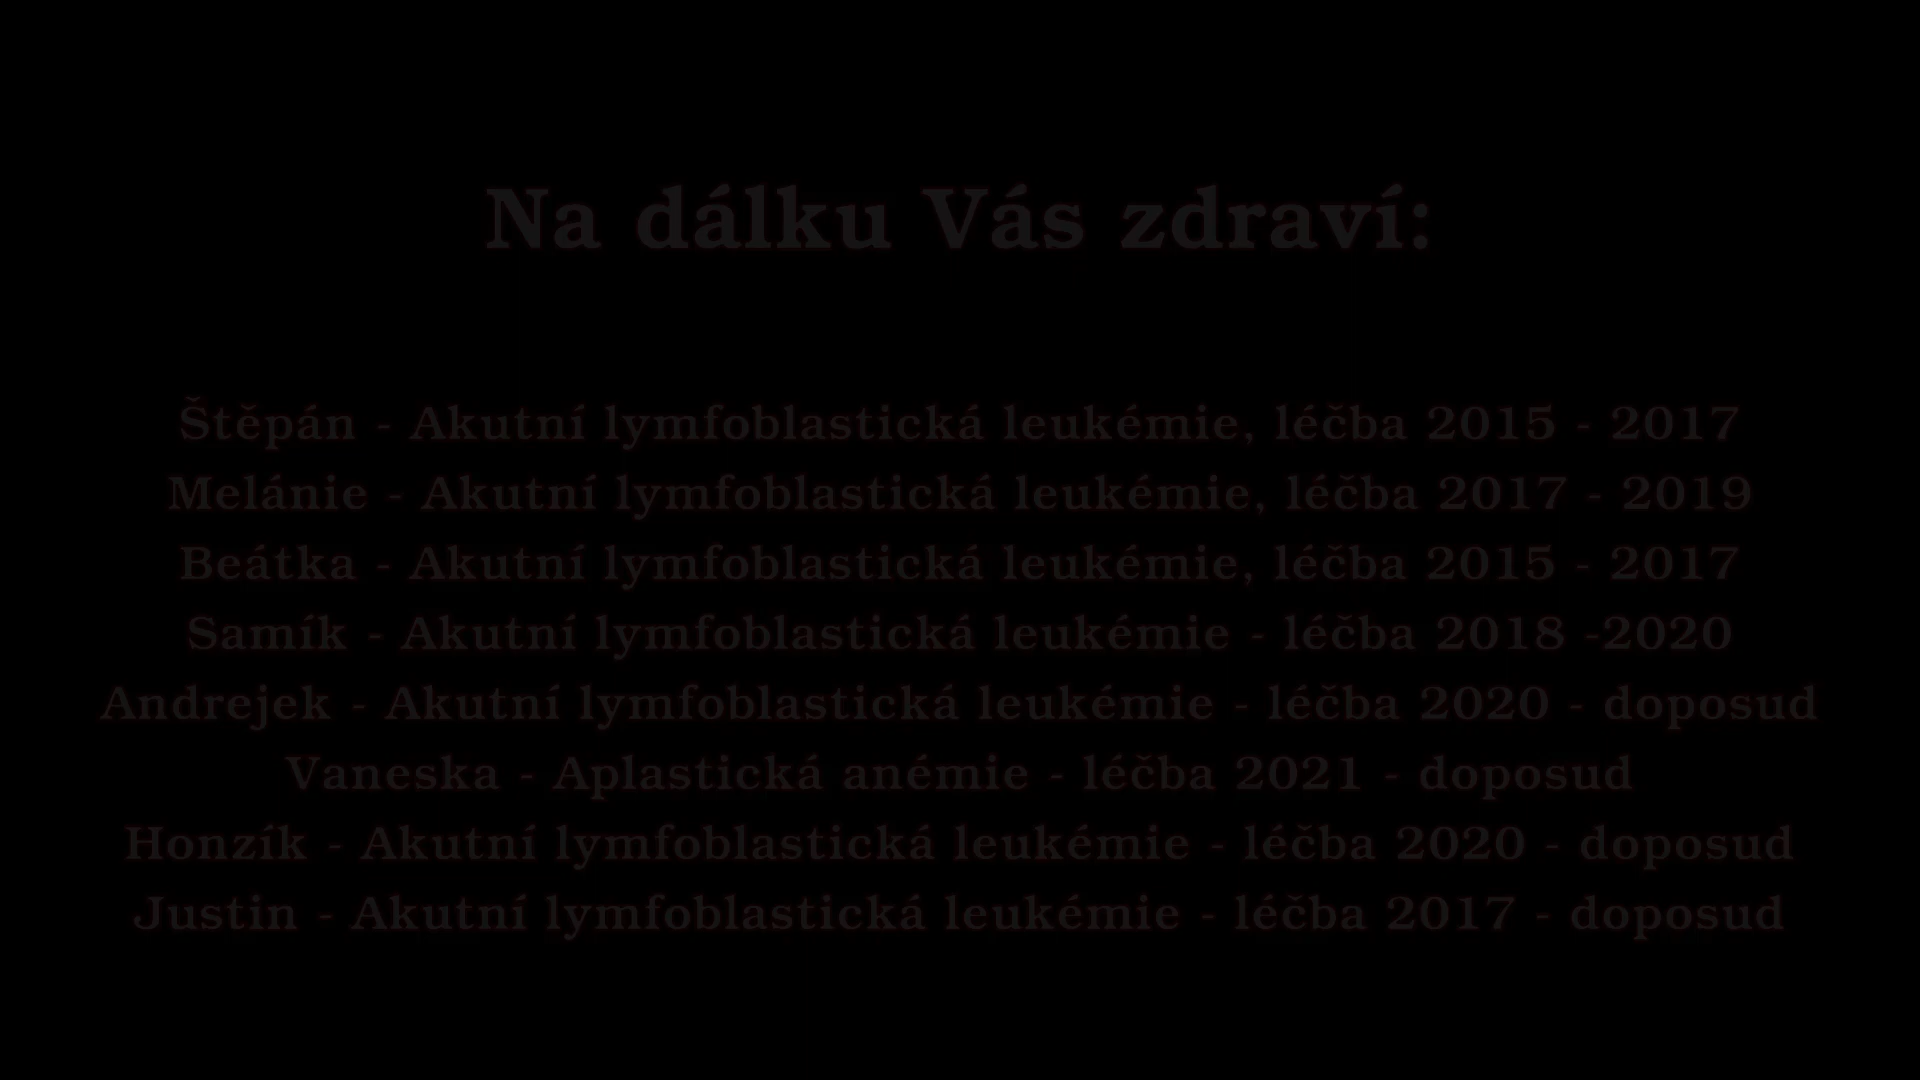 Na dálku Vás zdraví:
Štěpán - Akutní lymfoblastická leukémie, léčba 2015 - 2017
Melánie - Akutní lymfoblastická leukémie, léčba 2017 - 2019
Beátka - Akutní lymfoblastická leukémie, léčba 2015 - 2017
Samík - Akutní lymfoblastická leukémie - léčba 2018 -2020
Andrejek - Akutní lymfoblastická leukémie - léčba 2020 - doposud
Vaneska - Aplastická anémie - léčba 2021 - doposud
Honzík - Akutní lymfoblastická leukémie - léčba 2020 - doposud
Justin - Akutní lymfoblastická leukémie - léčba 2017 - doposud